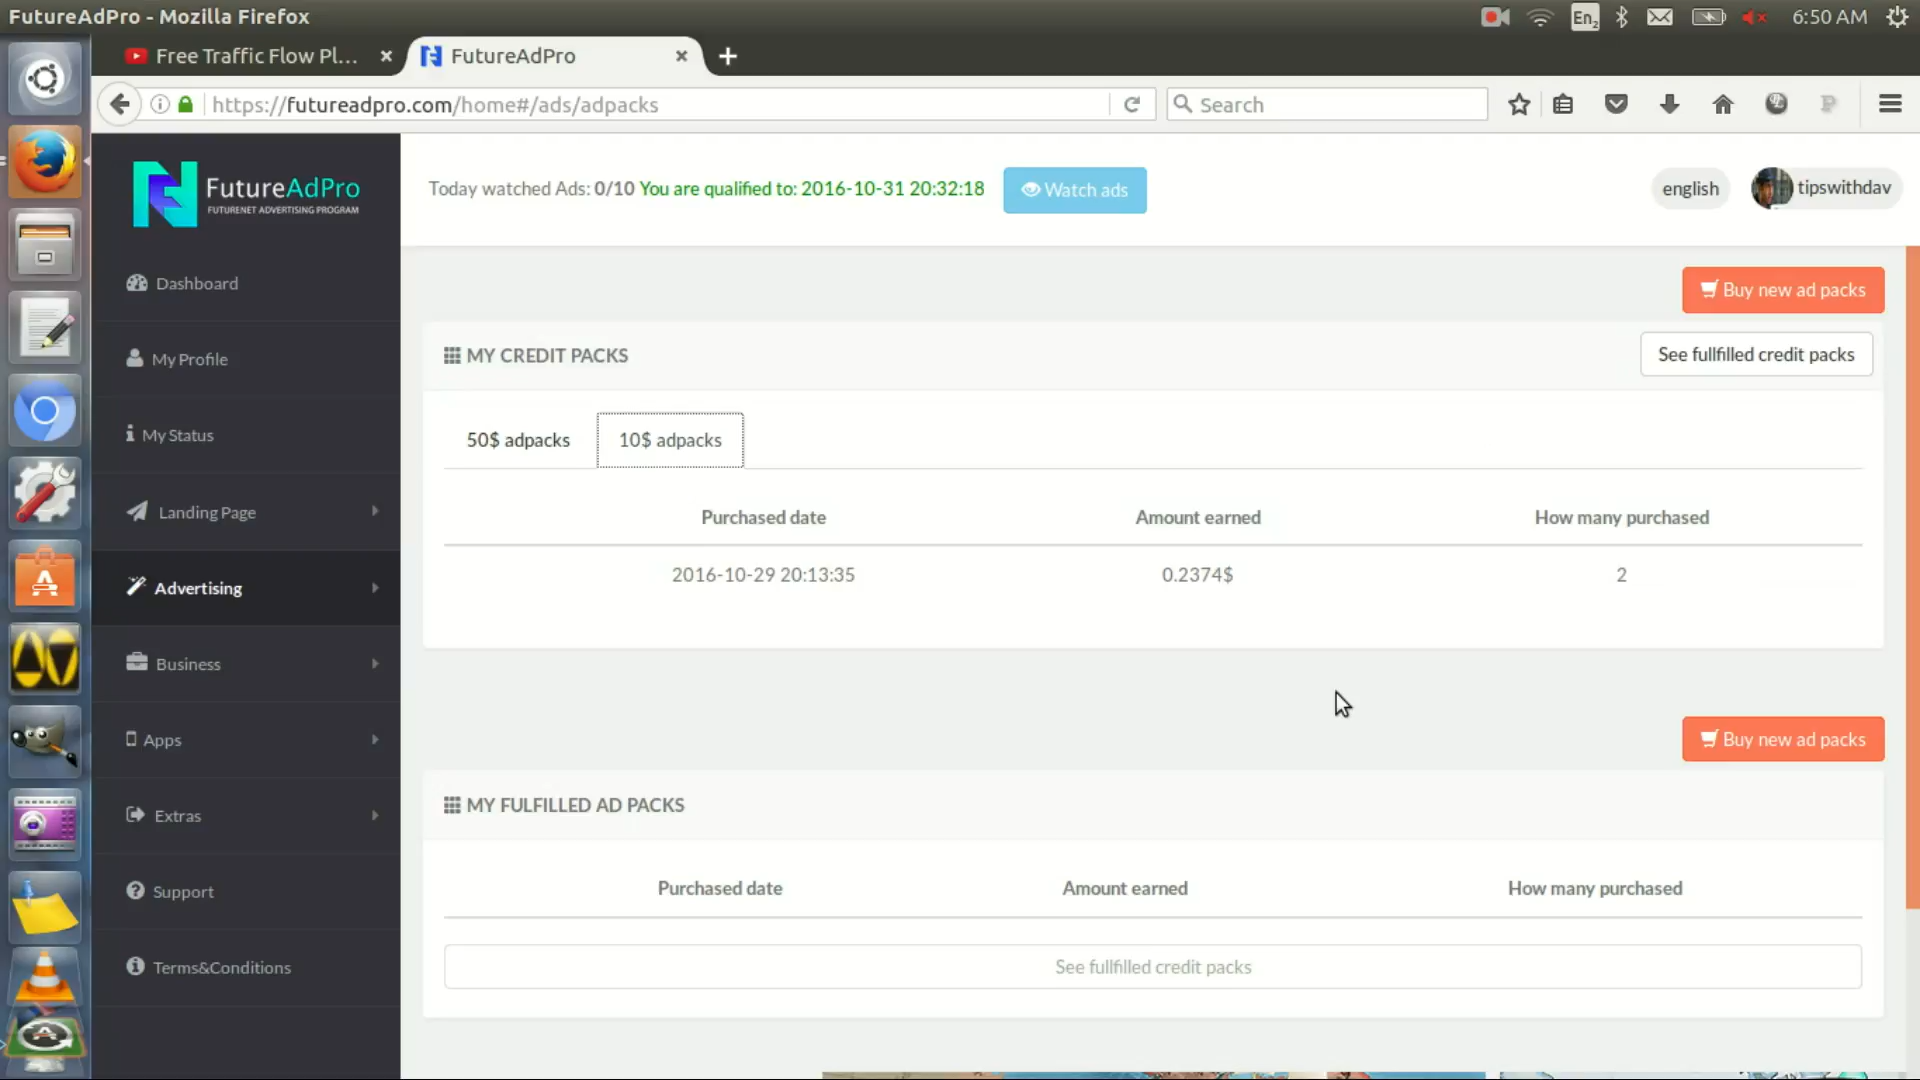 FutureAdPro - Mozilla Firefox
En2
6:50 AM
Free Traffic Flow Pl...
FutureAdPro
https://futureadpro.com/home#/ads/adpacks
Search
FutureAdPro
FUTURENET ADVERTISING PROGRAM
Today watched Ads: 0/10 You are qualified to: 2016-10-31 20:32:18
Watch ads
english
tipswithdav
Dashboard
My Profile
My Status
Landing Page
Advertising
Business
Apps
Extras
Support
Terms&Conditions
Buy new ad packs
MY CREDIT PACKS
See fullfilled credit packs
50$ adpacks
10$ adpacks
Purchased date
Amount earned
How many purchased
2016-10-29 20:13:35
0.2374$
2
Buy new ad packs
MY FULFILLED AD PACKS
Purchased date
Amount earned
How many purchased
See fullfilled credit packs